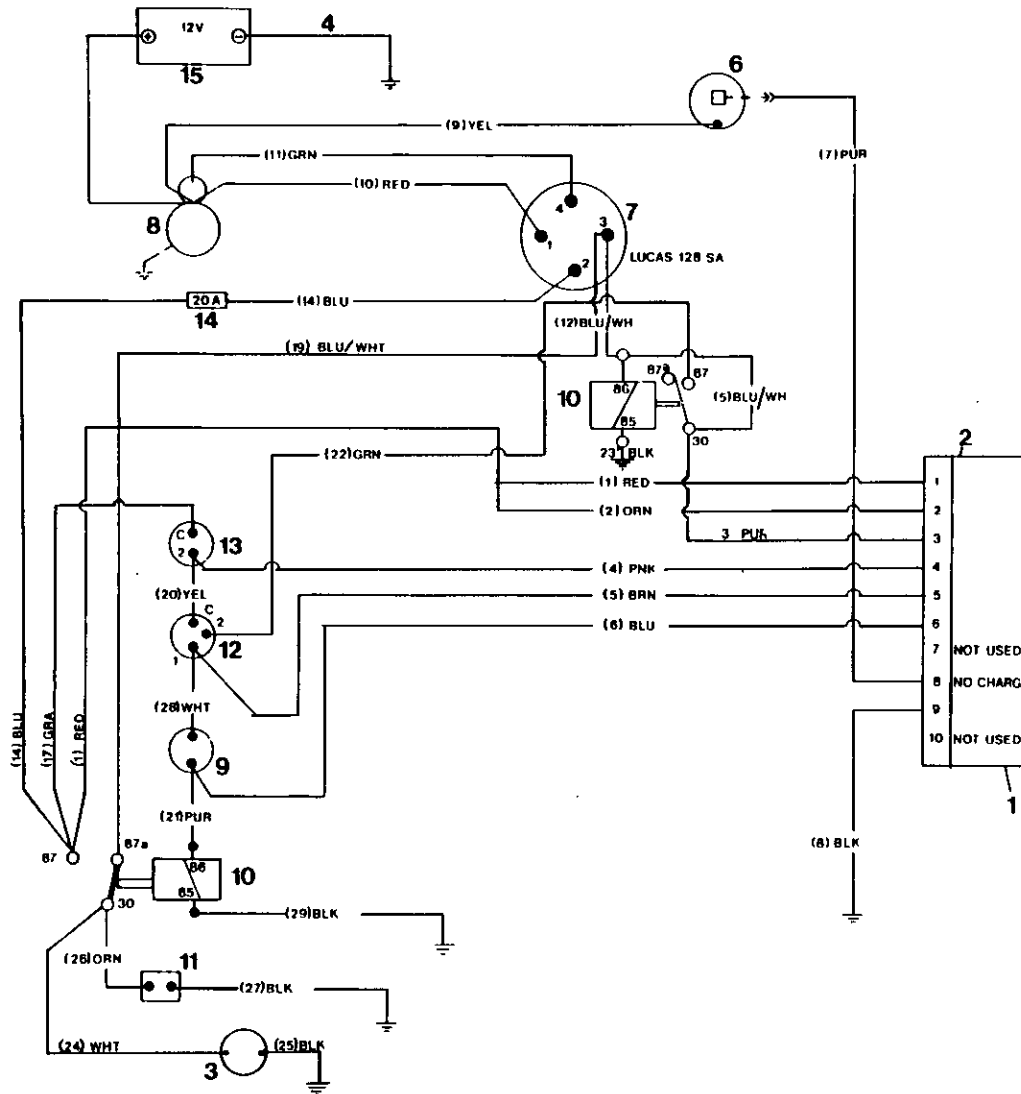 12V
4
15
6
(9)YEL
(7)PUR
(11)GRN
(10)RED
8
4
3
7
1
2
LUCAS 128 SA
20A
14
(14)BLU
(12)BLU/WH
(19) BLU/WHT
87a
87
10
86
85
(5)BLU/WH
30
23 BLK
(22)GRN
2
(1) RED
1
(2) ORN
2
3 PUR
3
C
13
2
(4) PNK
4
(20)YEL
(5) BRN
5
C
2
(6) BLU
6
12
1
7 NOT USED
8 NO CHARG
9
10 NOT USED
(28)WHT
(14)BLU
(17)GRA
(1) RED
9
1
(21)PUR
(8) BLK
87
87a
86
85
10
30
(29)BLK
(26)ORN
11
(27)BLK
(24) WHT
3
(25)BLK